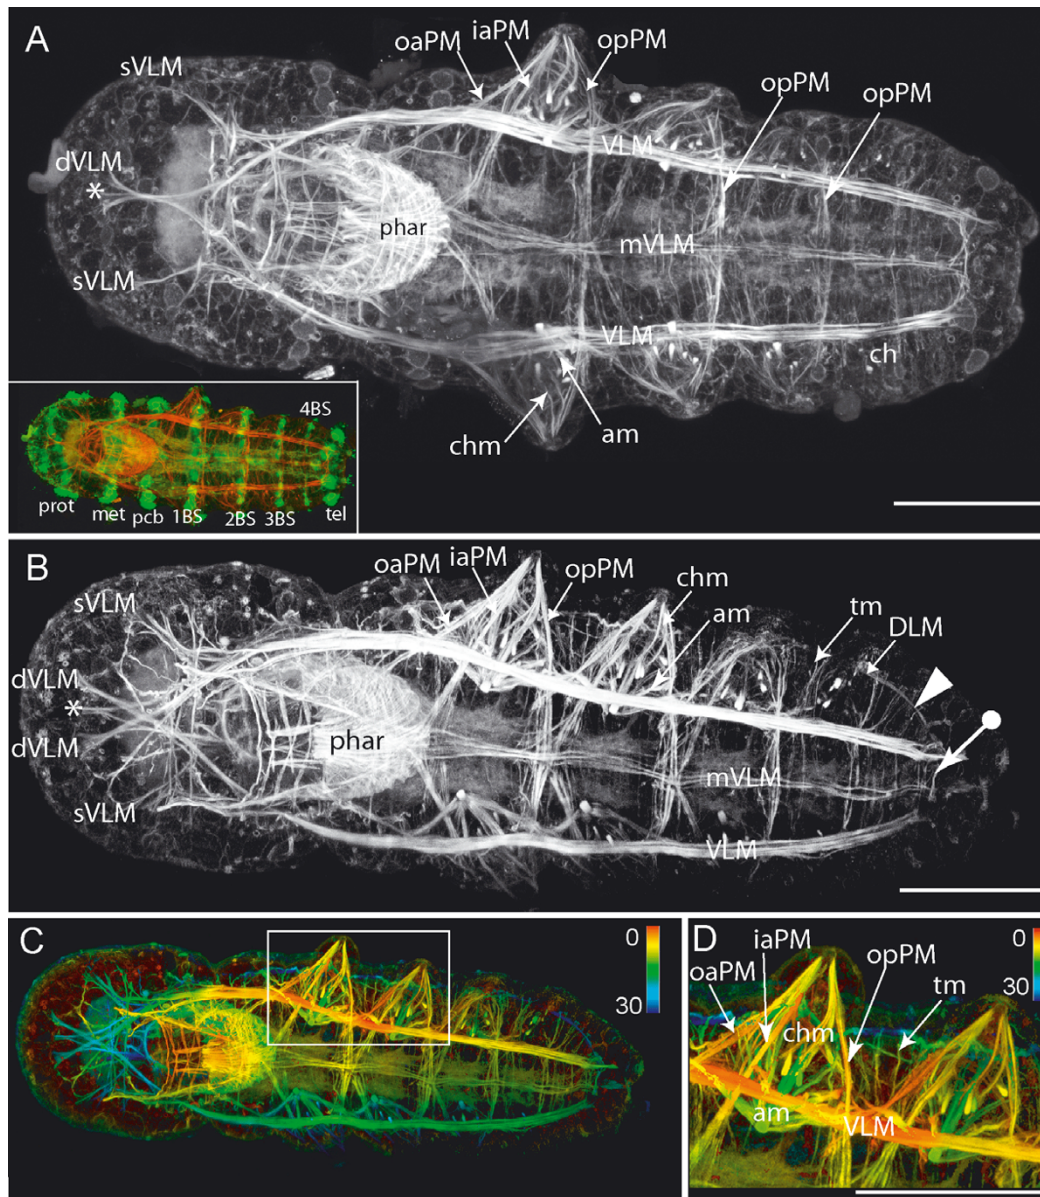 A
sVLM
oaPM
iaPM
opPM
opPM
opPM
dVLM
*
VLM
phar
mVLM
sVLM
VLM
ch
chm
am
4BS
prot
met
pcb
1BS
2BS
3BS
tel
B
sVLM
oaPM
iaPM
opPM
chm
am
tm
DLM
dVLM
*
dVLM
phar
mVLM
sVLM
VLM
C
0
30
D
iaPM
oaPM
opPM
tm
0
30
chm
am
VLM